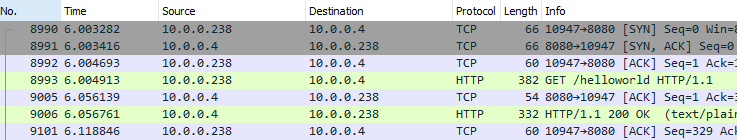 No. Time Source Destination Protocol Length Info
8990 6.003282 10.0.0.238 10.0.0.4 TCP 66 10947→8080 [SYN] Seq=0 Win=8
8991 6.003416 10.0.0.4 10.0.0.238 TCP 66 8080→10947 [SYN, ACK] Seq=0
8992 6.004693 10.0.0.238 10.0.0.4 TCP 60 10947→8080 [ACK] Seq=1 Ack=1
8993 6.004913 10.0.0.238 10.0.0.4 HTTP 382 GET /helloworld HTTP/1.1
9005 6.056139 10.0.0.4 10.0.0.238 TCP 54 8080→10947 [ACK] Seq=1 Ack=3
9006 6.056761 10.0.0.4 10.0.0.238 HTTP 332 HTTP/1.1 200 OK (text/plain
9101 6.118846 10.0.0.238 10.0.0.4 TCP 60 10947→8080 [ACK] Seq=329 Ack